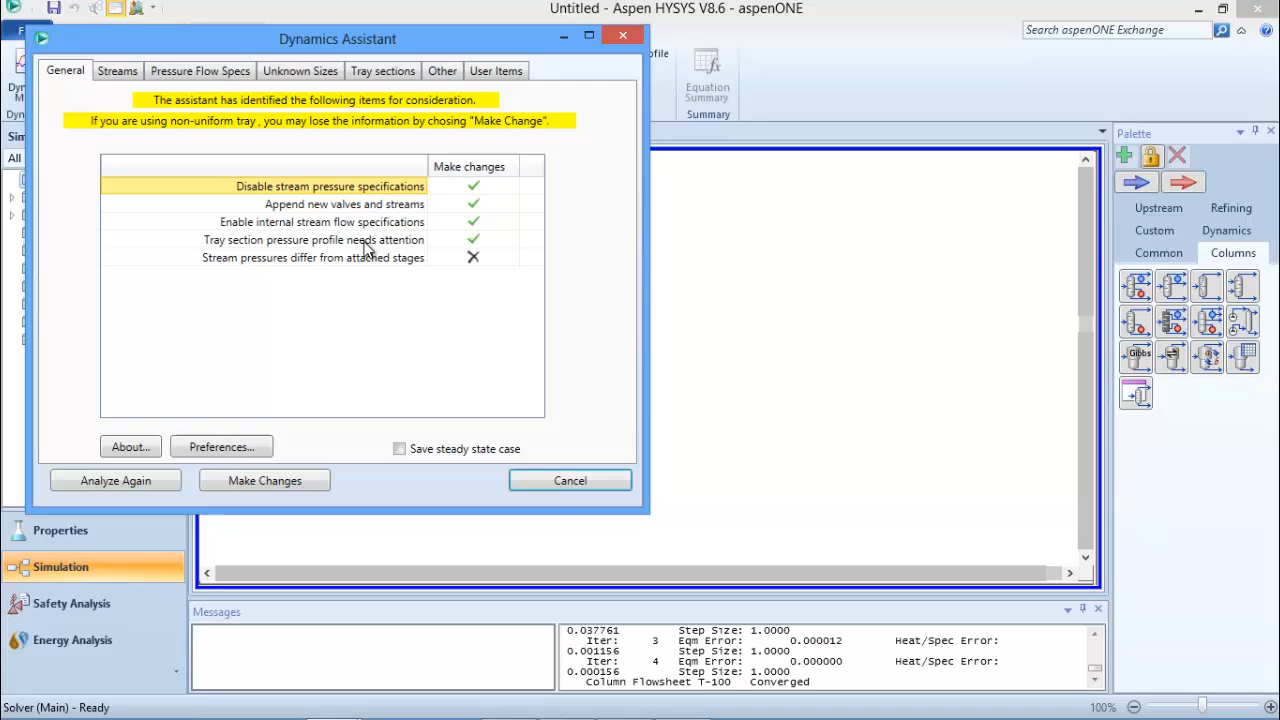 Untitled - Aspen HYSYS V8.6 - aspenONE
Search aspenONE Exchange
Dynamics Assistant
General
Streams
Pressure Flow Specs
Unknown Sizes
Tray sections
Other
User Items
The assistant has identified the following items for consideration.
If you are using non-uniform tray , you may lose the information by chosing "Make Change".
Make changes
Disable stream pressure specifications
Append new valves and streams
Enable internal stream flow specifications
Tray section pressure profile needs attention
Stream pressures differ from attached stages
About...
Preferences...
Save steady state case
Analyze Again
Make Changes
Cancel
F
Dyn
M
Dyn
Sim
All
ofile
Equation
Summary
Summary
Palette
Upstream
Refining
Custom
Dynamics
Common
Columns
Gibbs
Properties
Simulation
Safety Analysis
Energy Analysis
Messages
0.037761 Step Size: 1.0000
Iter: 3 Eqm Error: 0.000012 Heat/Spec Error:
0.001156 Step Size: 1.0000
Iter: 4 Eqm Error: 0.000000 Heat/Spec Error:
0.000156 Step Size: 1.0000
Column Flowsheet T-100 Converged
Solver (Main) - Ready
100%